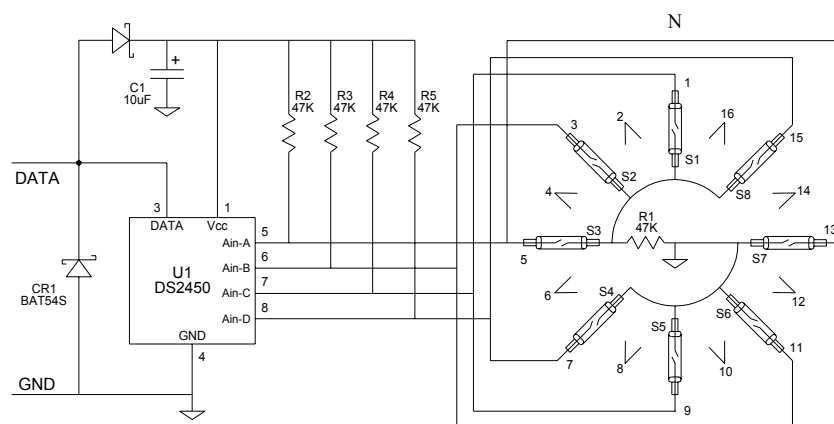 N
C1
10uF
R2
47K
R3
47K
R4
47K
R5
47K
DATA
3
DATA
1
Vcc
U1
DS2450
Ain-A
5
Ain-B
6
Ain-C
7
Ain-D
8
GND
4
CR1
BAT54S
GND
1
S1
2
16
3
S2
15
S8
4
14
R1
47K
5
S3
13
S7
6
12
S4
7
S5
8
9
S6
10
11